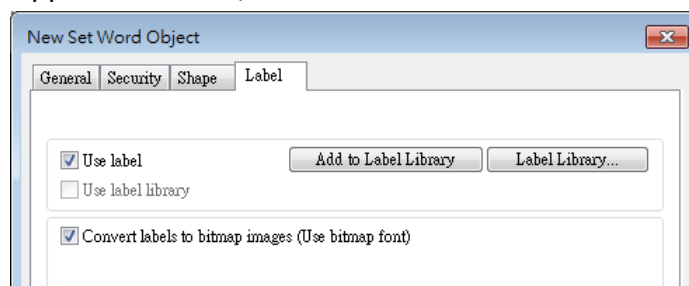 New Set Word Object
General Security Shape Label
Use label Add to Label Library Label Library...
Use label library
Convert labels to bitmap images (Use bitmap font)